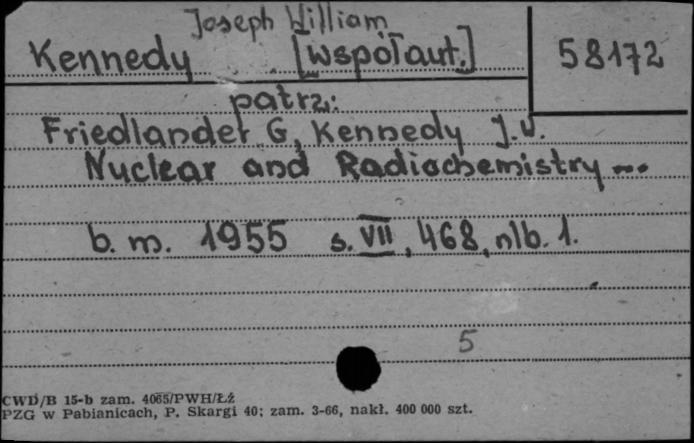 Joseph William
Kennedy [współaut.] 58172
patrz:
Friedlander G, Kennedy J.W.
Nuclear and Radiochemistry ...
b. m. 1955 s. VII, 468, nlb. 1.
5
CWD/B 15-b zam. 4065/PWH/Łż
PZG w Pabianicach, P. Skargi 40; zam. 3-66, nakł. 400 000 szt.